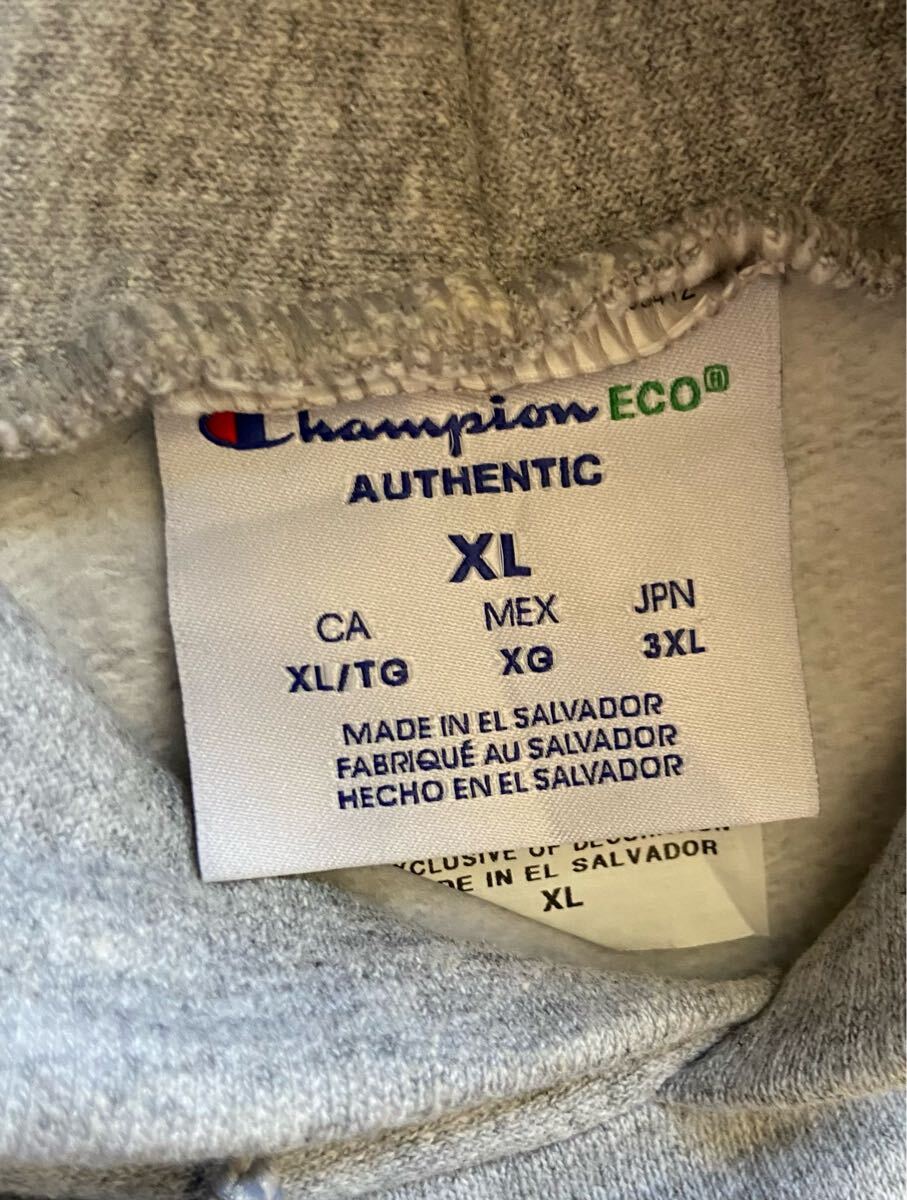 Champion ECO®
AUTHENTIC
XL
CA MEX JPN
XL/TG XG 3XL
MADE IN EL SALVADOR
FABRIQUÉ AU SALVADOR
HECHO EN EL SALVADOR
OF
IN EL SALVADOR
XL